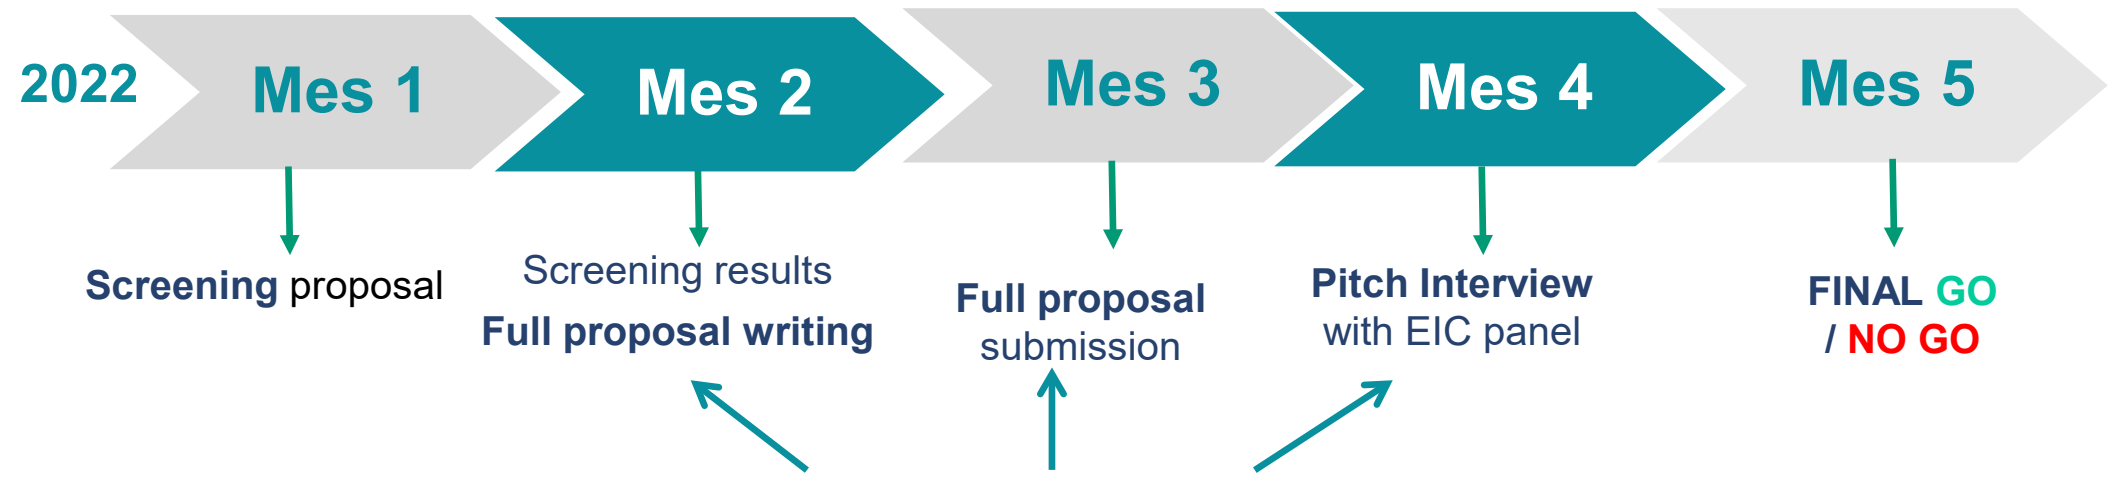 2022
Mes 1
Mes 2
Mes 3
Mes 4
Mes 5
Screening proposal
Screening results
Full proposal writing
Full proposal
submission
Pitch Interview
with EIC panel
FINAL GO
/ NO GO